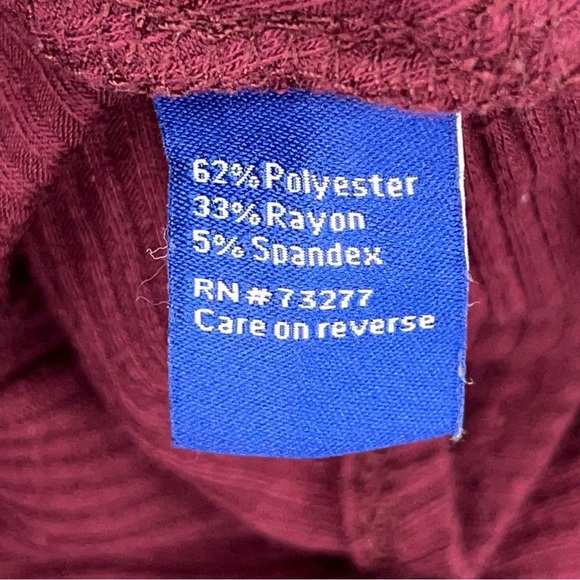 62% Polyester
33% Rayon
5% Spandex
RN # 73277
Care on reverse